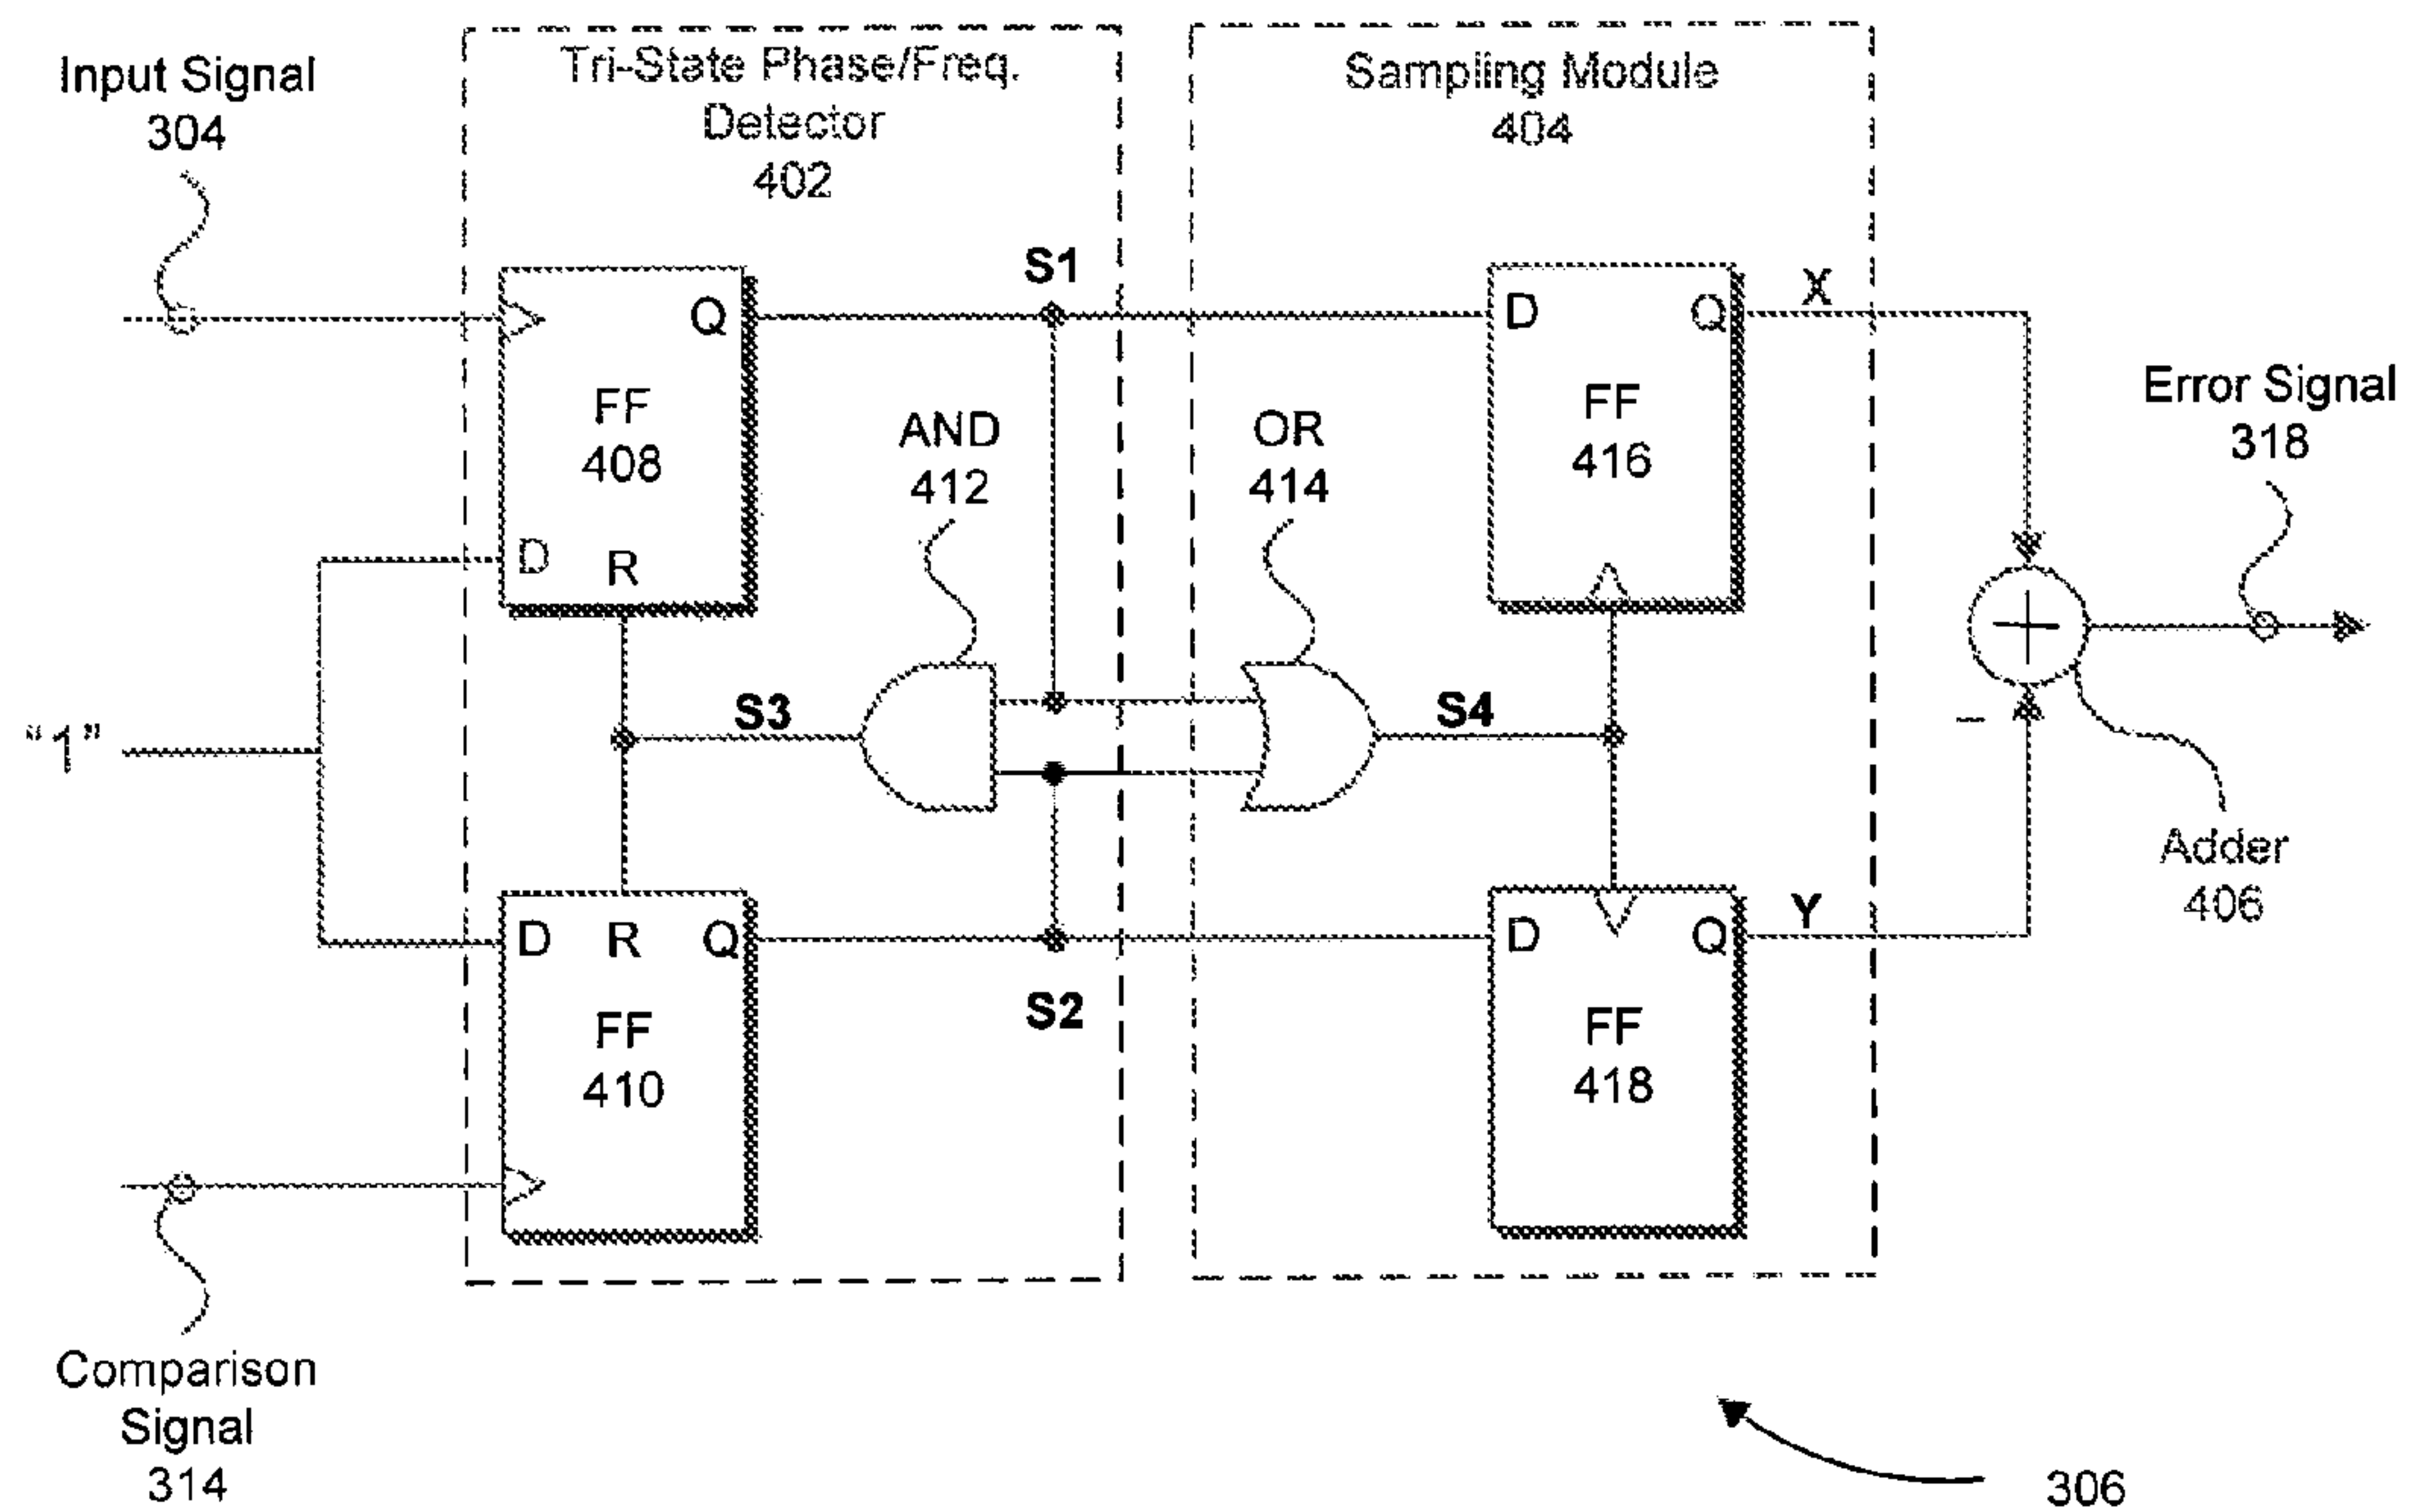 Input Signal
304
Tri-State Phase/Freq.
Detector
402
Sampling Module
404
S1
Q
D
Q
X
FF
408
AND
412
OR
414
FF
416
Error Signal
318
D
R
S3
S4
“1”
–
Adder
406
D
R
Q
D
Q
Y
S2
FF
410
FF
418
Comparison
Signal
314
306